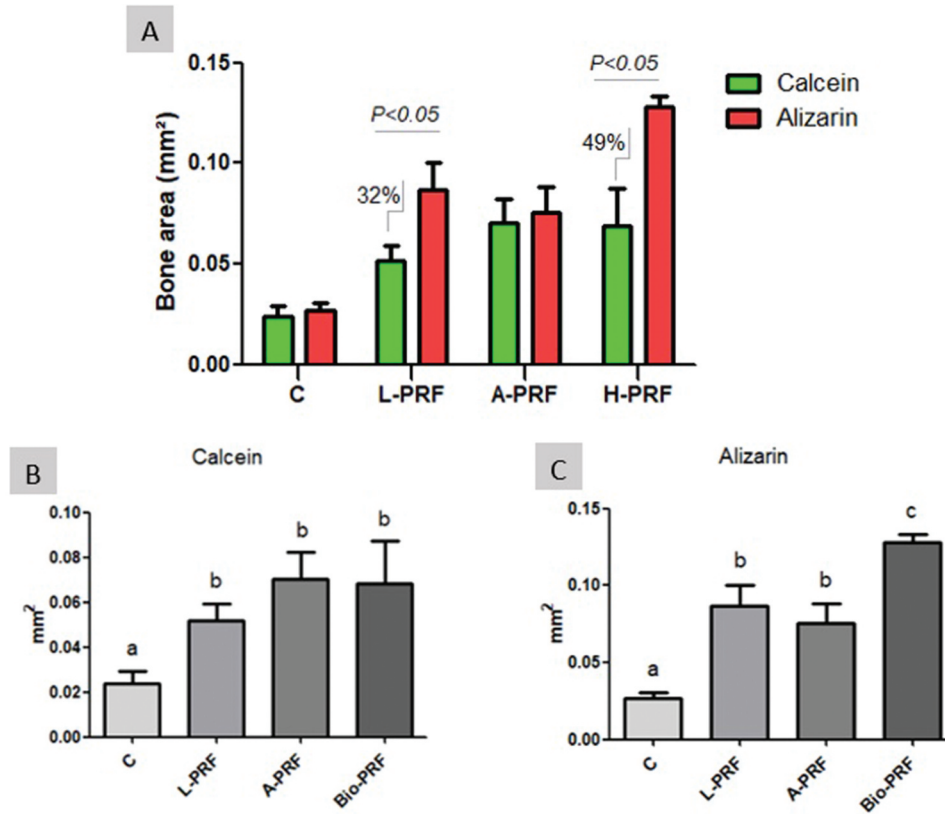 A
Bone area (mm²)
0.15
0.10
0.05
0.00
P<0.05
P<0.05
32%
49%
Calcein
Alizarin
C L-PRF A-PRF H-PRF
B
Calcein
mm²
0.10
0.08
0.06
0.04
0.02
0.00
a b b b
C L-PRF A-PRF Bio-PRF
C
Alizarin
mm²
0.15
0.10
0.05
0.00
a b b c
C L-PRF A-PRF Bio-PRF